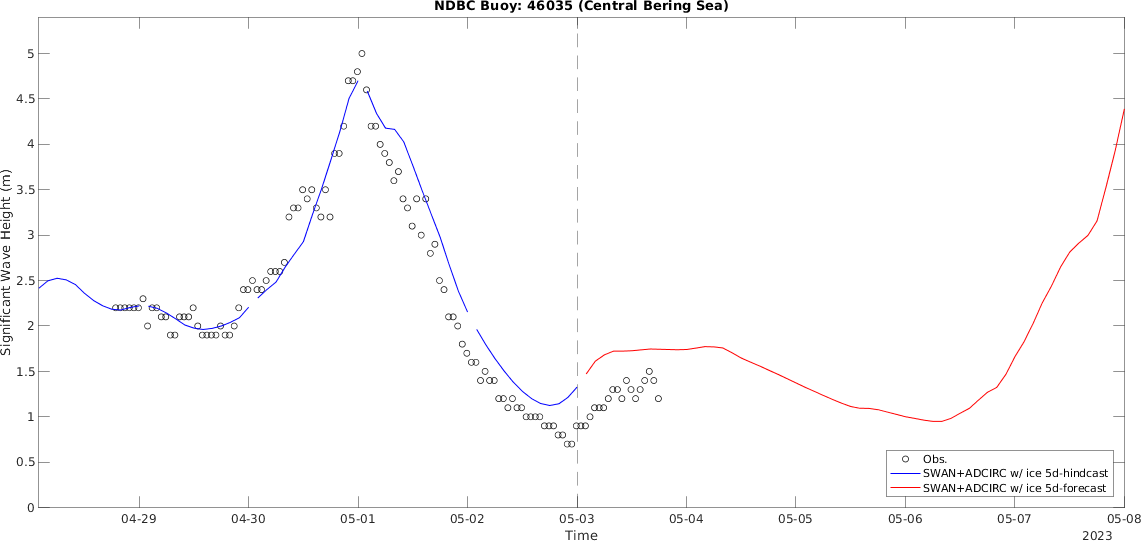 NDBC Buoy: 46035 (Central Bering Sea)
5
4.5
4
3.5
3
2.5
2
1.5
1
0.5
0
Significant Wave Height (m)
Obs.
SWAN+ADCIRC w/ ice 5d-hindcast
SWAN+ADCIRC w/ ice 5d-forecast
04-29 04-30 05-01 05-02 05-03 05-04 05-05 05-06 05-07 05-08
Time
2023